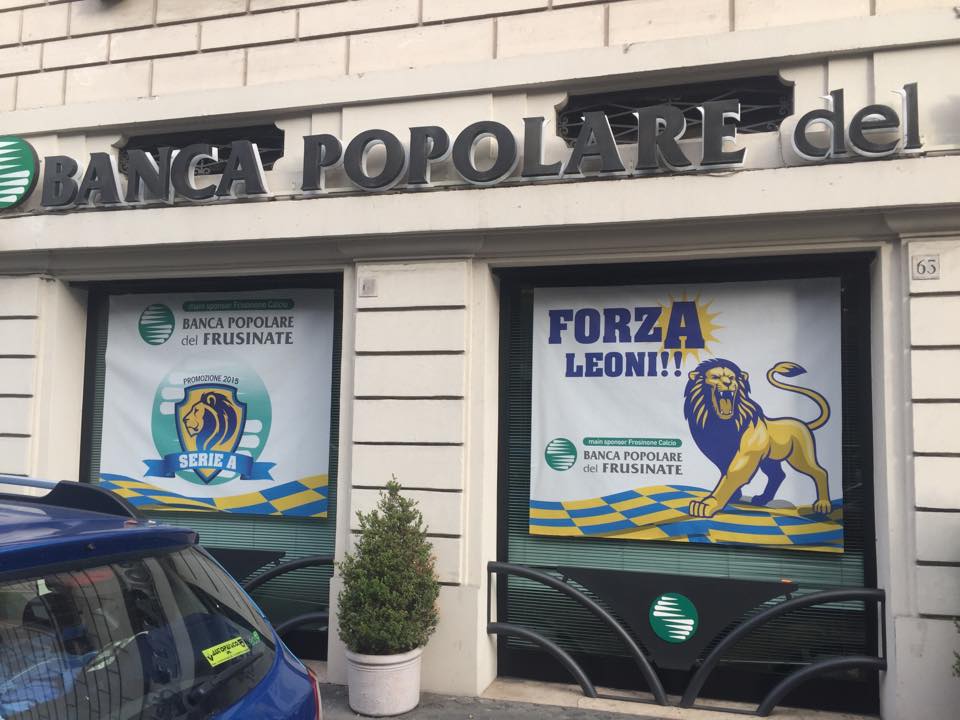 BANCA POPOLARE del
63
main sponsor Frosinone Calcio
BANCA POPOLARE
del FRUSINATE
PROMOZIONE 2015
SERIE A
FORZA
LEONI!!
main sponsor Frosinone Calcio
BANCA POPOLARE
del FRUSINATE